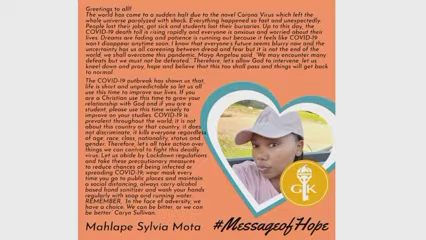 Greetings to all!!
The world has come to a sudden halt due to the novel Corona Virus which left the
whole universe paralysed with shock. Everything happened so fast and unexpectedly.
People lost their jobs, got sick and students lost their bursaries. Up to this day, the
COVID-19 death toll is rising rapidly and everyone is anxious and worried about their
lives. Dreams are fading and patience is running out because it feels like COVID-19
won't disappear anytime soon. I know that everyone's future seems blurry now and the
uncertainty has us all careening between dread and fear but it is not the end of the
world, we shall overcome this pandemic. Maya Angelou said, 'We may encounter many
defeats but we must not be defeated'. Therefore, let's allow God to intervene, let us
kneel down and pray, hope and believe that this too shall pass and things will get back
to normal.
The COVID-19 outbreak has shown us that
life is short and unpredictable so let us all
use this time to improve our lives. If you
are a Christian use this time to grow your
relationship with God and if you are a
student, please use this time wisely to
improve on your studies. COVID-19 is
prevalent throughout the world; it is not
about this country or that country, it does
not discriminate, it kills everyone regardless
of age, race, class, nationality, status and
gender. Therefore, let's all take action over
things we can control to fight this deadly
virus. Let us abide by Lockdown regulations
and take these precautionary measures
to reduce chances of being infected or
spreading COVID-19; wear mask every
time you go to public places and maintain
a social distancing, always carry alcohol
based hand sanitizer and wash your hands
regularly with soap and running water.
REMEMBER, 'In the face of adversity, we
have a choice. We can be bitter, or we can
be better' Caryn Sullivan.
Mahlape Sylvia Mota
GK
#MessageofHope